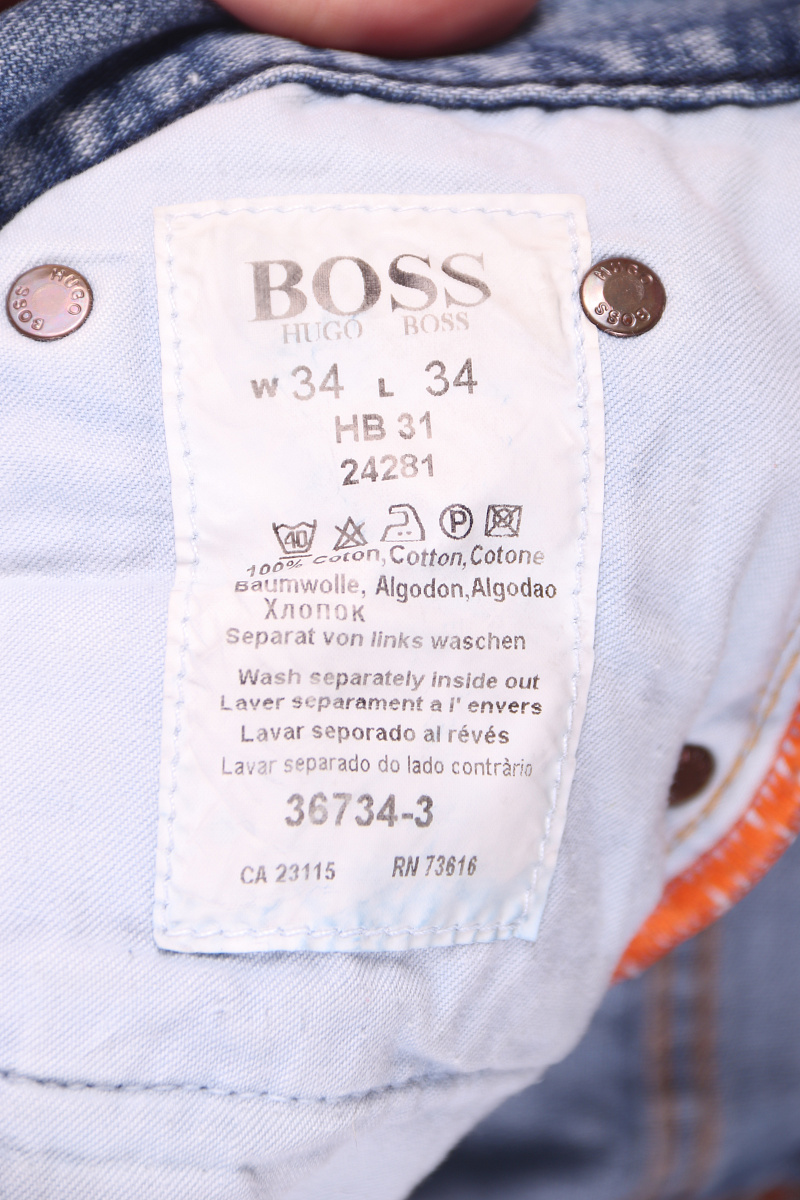 BOSS
HUGO BOSS
W 34 L 34
HB 31
24281
40 P
100% Coton, Cotton, Cotone
Baumwolle, Algodon, Algodao
Хлопок
Separat von links waschen
Wash separately inside out
Laver separament a l' envers
Lavar seporado al révés
Lavar separado do lado contràrio
36734-3
CA 23115 RN 73616
HUGO BOSS
HUGO BOSS